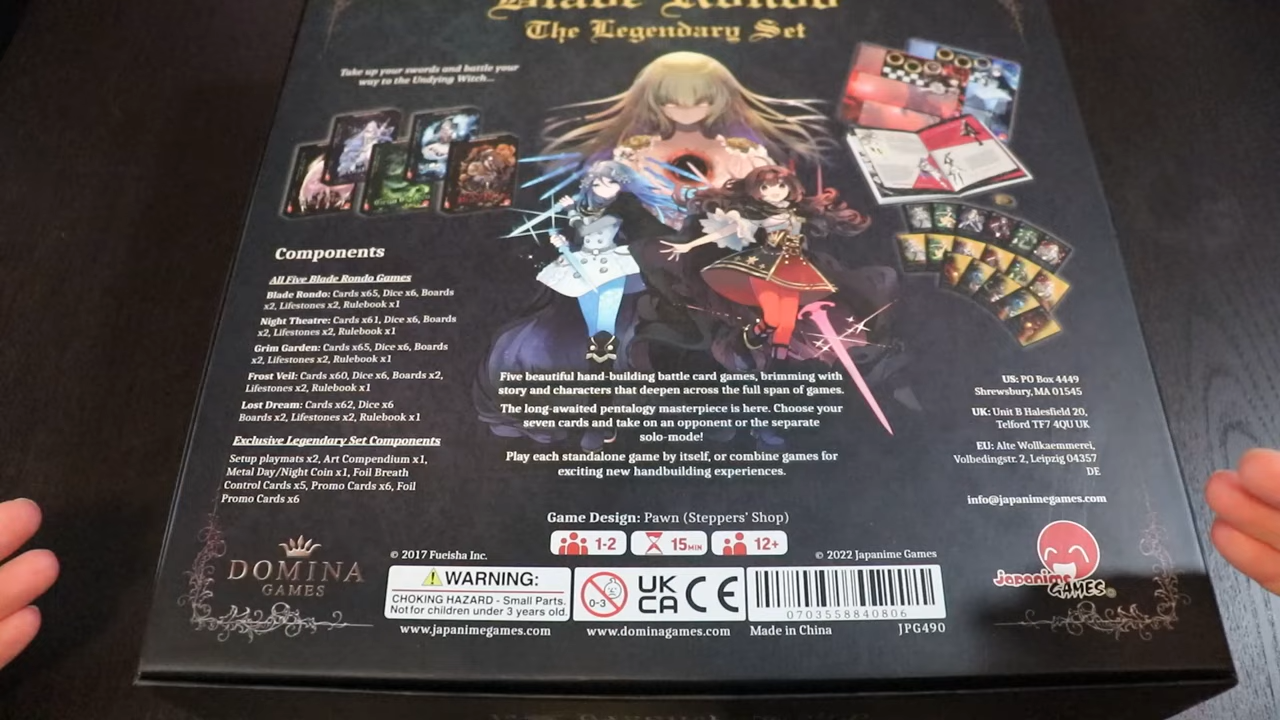 Blade Rondo
The Legendary Set
Take up your swords and battle your
way to the Undying Witch...
Components
All Five Blade Rondo Games
Blade Rondo: Cards x65, Dice x6, Boards
x2, Lifestones x2, Rulebook x1
Night Theatre: Cards x61, Dice x6, Boards
x2, Lifestones x2, Rulebook x1
Grim Garden: Cards x65, Dice x6, Boards
x2, Lifestones x2, Rulebook x1
Frost Veil: Cards x60, Dice x6, Boards x2,
Lifestones x2, Rulebook x1
Lost Dream: Cards x62, Dice x6
Boards x2, Lifestones x2, Rulebook x1
Exclusive Legendary Set Components
Setup playmats x2, Art Compendium x1,
Metal Day/Night Coin x1, Foil Breath
Control Cards x5, Promo Cards x6, Foil
Promo Cards x6
Five beautiful hand-building battle card games, brimming with
story and characters that deepen across the full span of games.
The long-awaited pentalogy masterpiece is here. Choose your
seven cards and take on an opponent or the separate
solo-mode!
Play each standalone game by itself, or combine games for
exciting new handbuilding experiences.
US: PO Box 4449
Shrewsbury, MA 01545
UK: Unit B Halesfield 20,
Telford TF7 4QU UK
EU: Alte Wollkaemmerei,
Volbedingstr. 2, Leipzig 04357
DE
info@japanimegames.com
Game Design: Pawn (Steppers' Shop)
1-2
15MIN
12+
© 2017 Fueisha Inc.
© 2022 Japanime Games
DOMINA
GAMES
WARNING:
CHOKING HAZARD - Small Parts.
Not for children under 3 years old.
0-3
UK
CA
CE
0703558840806
japanime
GAMES
www.japanimegames.com
www.dominagames.com
Made in China
JPG490